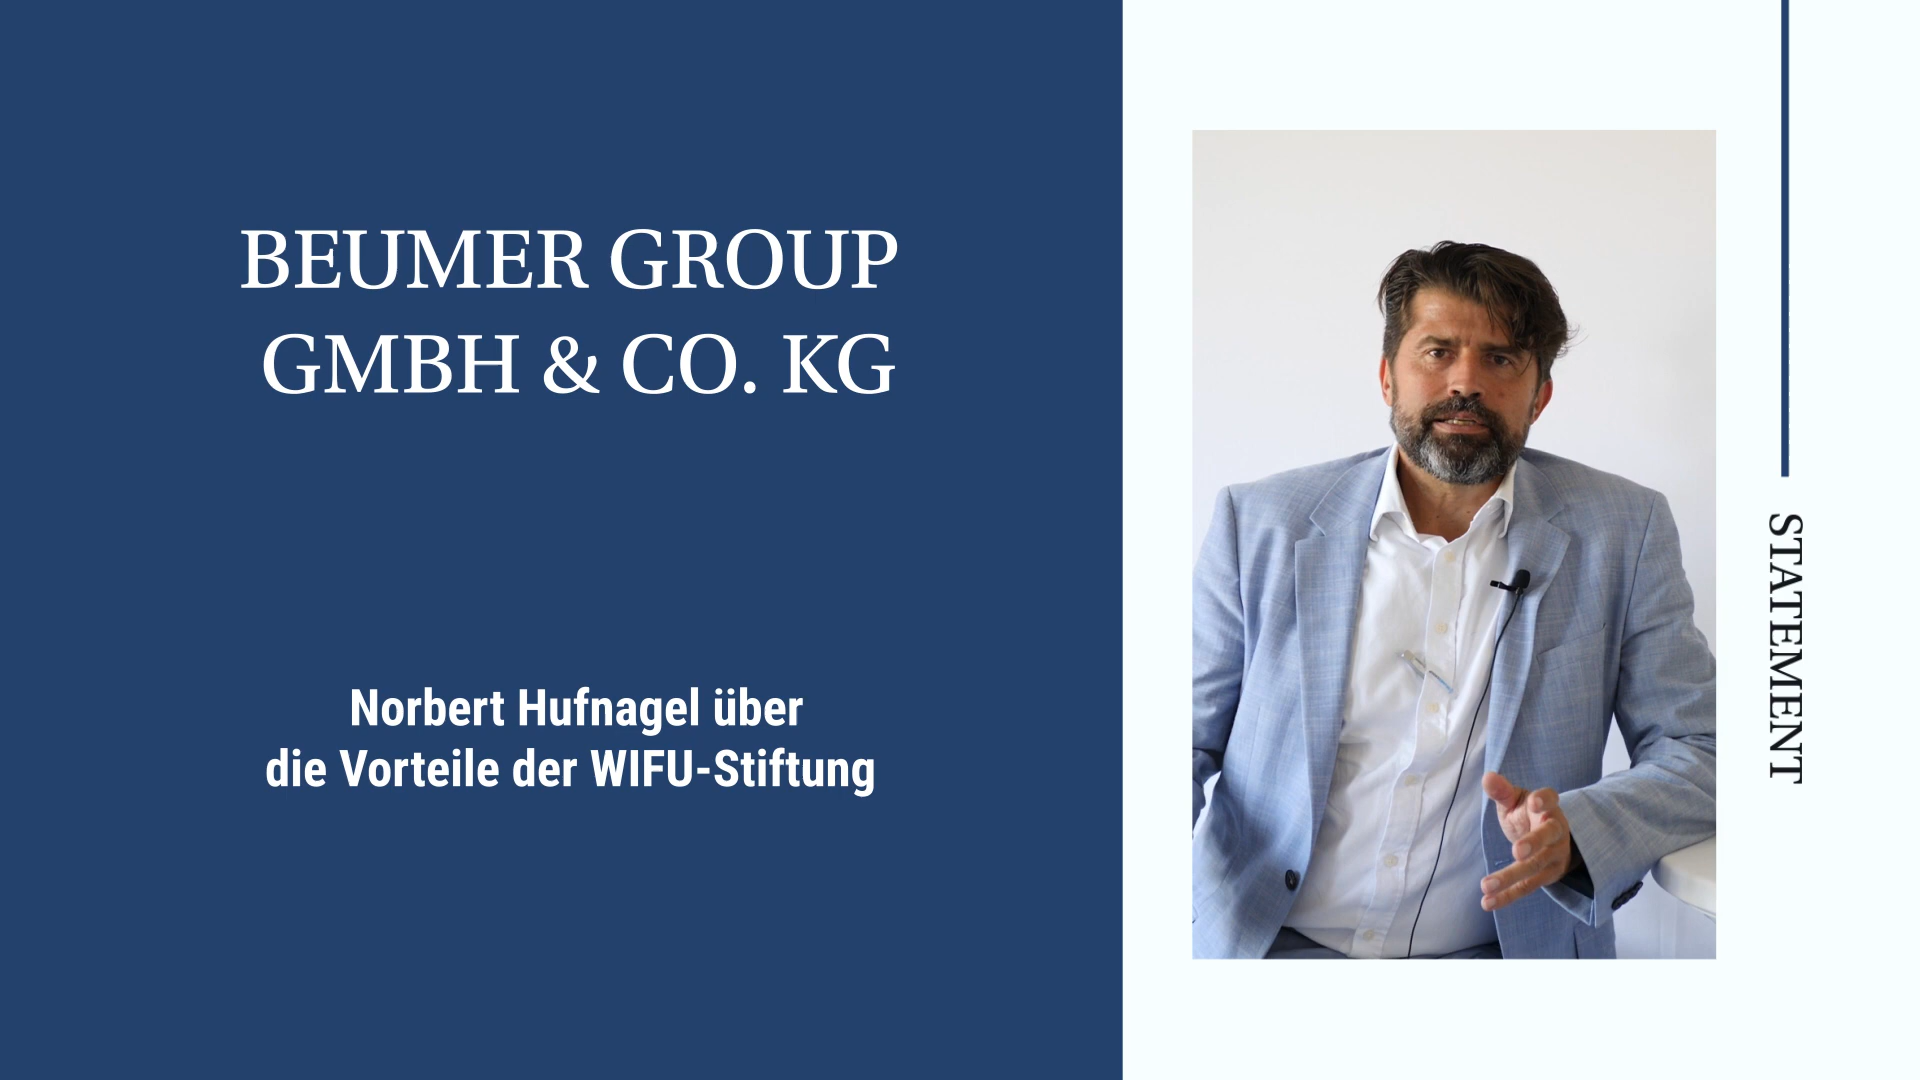 BEUMER GROUP
GMBH & CO. KG
Norbert Hufnagel über
die Vorteile der WIFU-Stiftung
STATEMENT